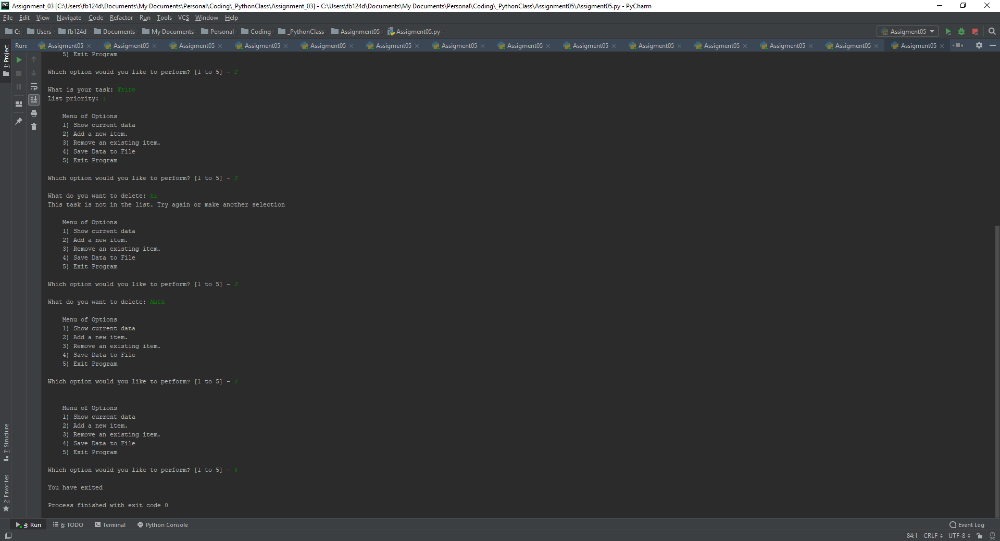 PC Assignment_03 [C:\Users\fb124d\Documents\My Documents\Personal\Coding\_PythonClass\Assignment_03] - C:\Users\fb124d\Documents\My Documents\Personal\Coding\_PythonClass\Assignment05\Assigment05.py - PyCharm
File Edit View Navigate Code Refactor Run Tools VCS Window Help
C: Users fb124d Documents My Documents Personal Coding _PythonClass Assignment05 Assigment05.py Assigment05
Run: Assigment05 Assigment05 Assigment05 Assigment05 Assigment05 Assigment05 Assigment05 Assigment05 Assigment05 Assigment05 Assigment05 Assigment05 Assigment05 Assigment05 9
1: Project
5) Exit Program
Which option would you like to perform? [1 to 5] - 2
What is your task: Write
List priority: 1
Menu of Options
1) Show current data
2) Add a new item.
3) Remove an existing item.
4) Save Data to File
5) Exit Program
Which option would you like to perform? [1 to 5] - 3
What do you want to delete: hi
This task is not in the list. Try again or make another selection
Menu of Options
1) Show current data
2) Add a new item.
3) Remove an existing item.
4) Save Data to File
5) Exit Program
Which option would you like to perform? [1 to 5] - 3
What do you want to delete: Math
Menu of Options
1) Show current data
2) Add a new item.
3) Remove an existing item.
4) Save Data to File
5) Exit Program
Which option would you like to perform? [1 to 5] - 4
Menu of Options
1) Show current data
2) Add a new item.
3) Remove an existing item.
4) Save Data to File
5) Exit Program
Which option would you like to perform? [1 to 5] - 5
You have exited
Process finished with exit code 0
7: Structure
2: Favorites
4: Run 6: TODO Terminal Python Console Event Log
84:1 CRLF UTF-8